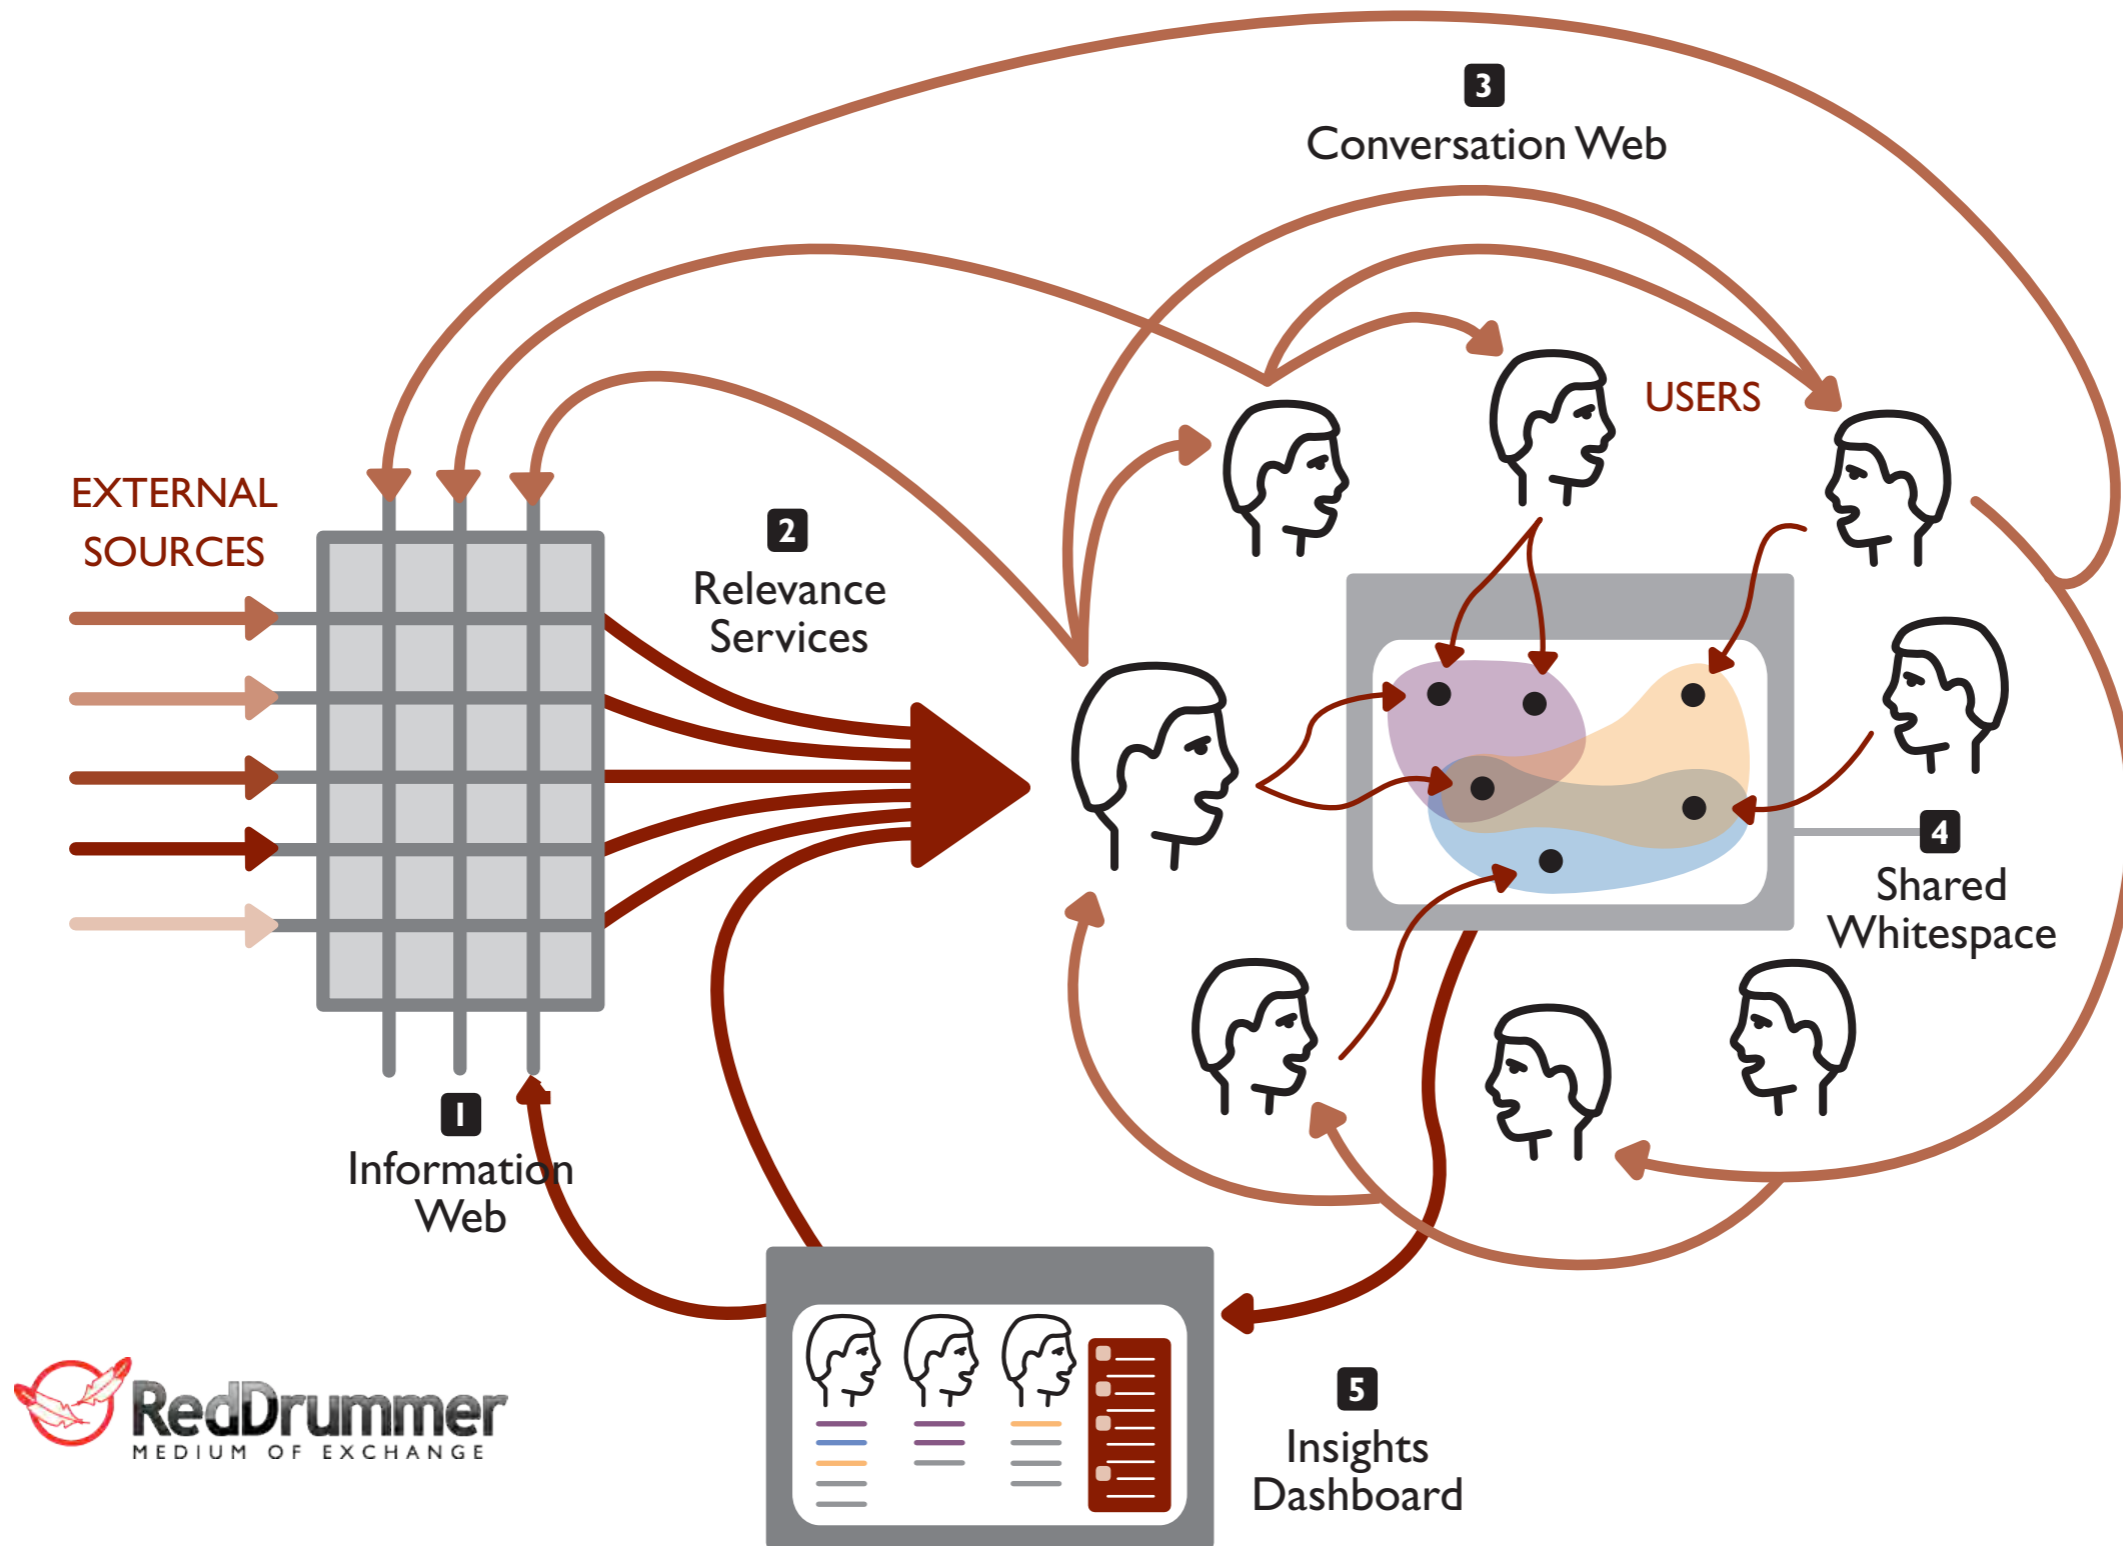 3
Conversation Web
USERS
EXTERNAL
SOURCES
2
Relevance
Services
4
Shared
Whitespace
1
Information
Web
5
Insights
Dashboard
RedDrummer
MEDIUM OF EXCHANGE